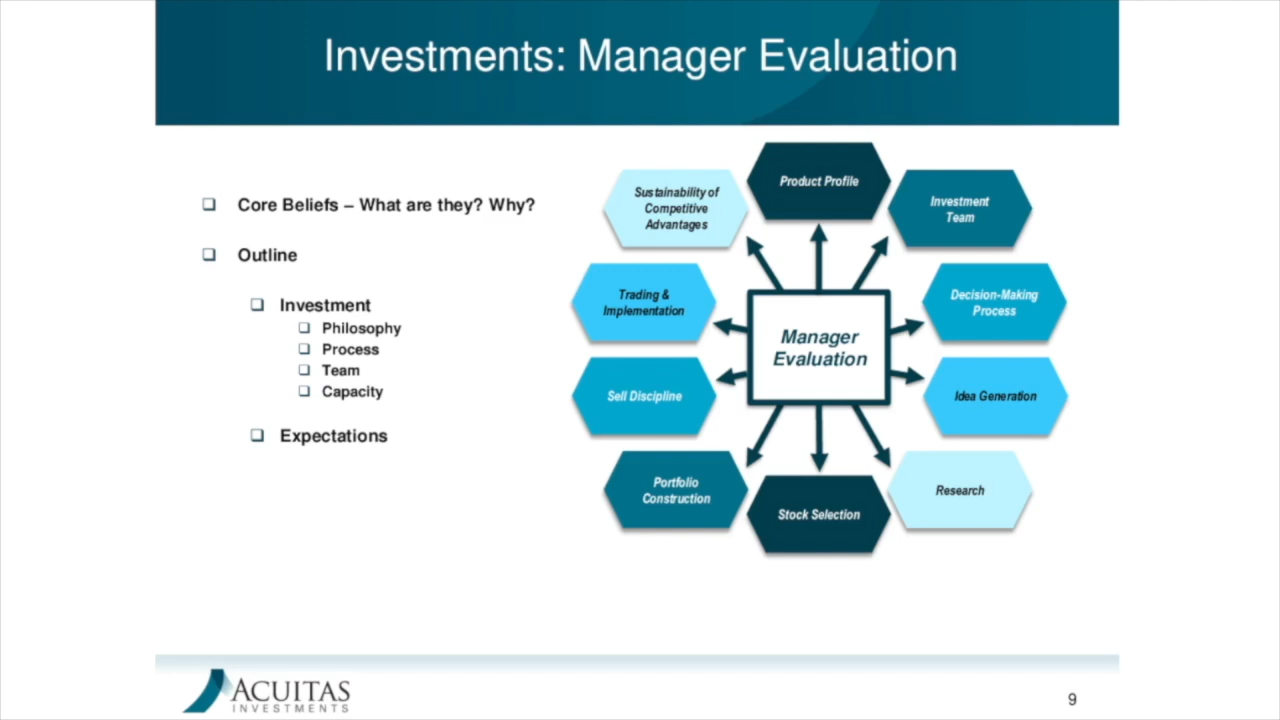 Investments: Manager Evaluation
❑ Core Beliefs – What are they? Why?
❑ Outline
❑ Investment
❑ Philosophy
❑ Process
❑ Team
❑ Capacity
❑ Expectations
Product Profile
Investment
Team
Decision-Making
Process
Idea Generation
Research
Stock Selection
Portfolio
Construction
Sell Discipline
Trading &
Implementation
Sustainability of
Competitive
Advantages
Manager
Evaluation
ACUITAS
INVESTMENTS
9